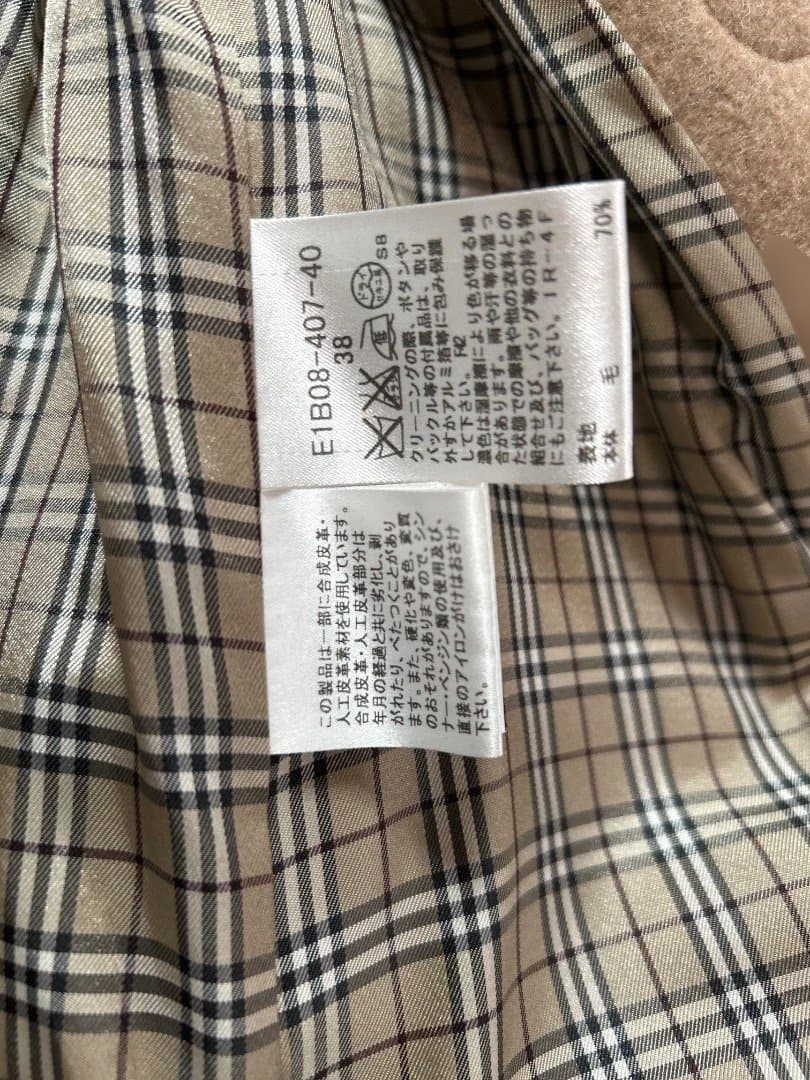 E1B08-407-40
38
ドライ
セキユ系
S8
クリーニングの際、ボタンや
バックル等の付属品は、取り
外すかアルミ箔等に包み保護
して下さい。 F42
濃色は湿摩擦により色が移る場
合があります。雨や汗等の湿っ
た状態での摩擦や他の衣料との
組合せ及び、バッグ等の持ち物
にもご注意下さい。 IR-4F
表地
本体 毛 70%
この製品は一部に合成皮革・
人工皮革素材を使用しています。
合成皮革・人工皮革部分は
年月の経過と共に劣化し、剥
がれたり、べたつくことがあり
ます。また、硬化や変色、変質
のおそれがありますので、シン
ナー・ベンジン類の使用及び、
直接のアイロンがけはおさけ
下さい。